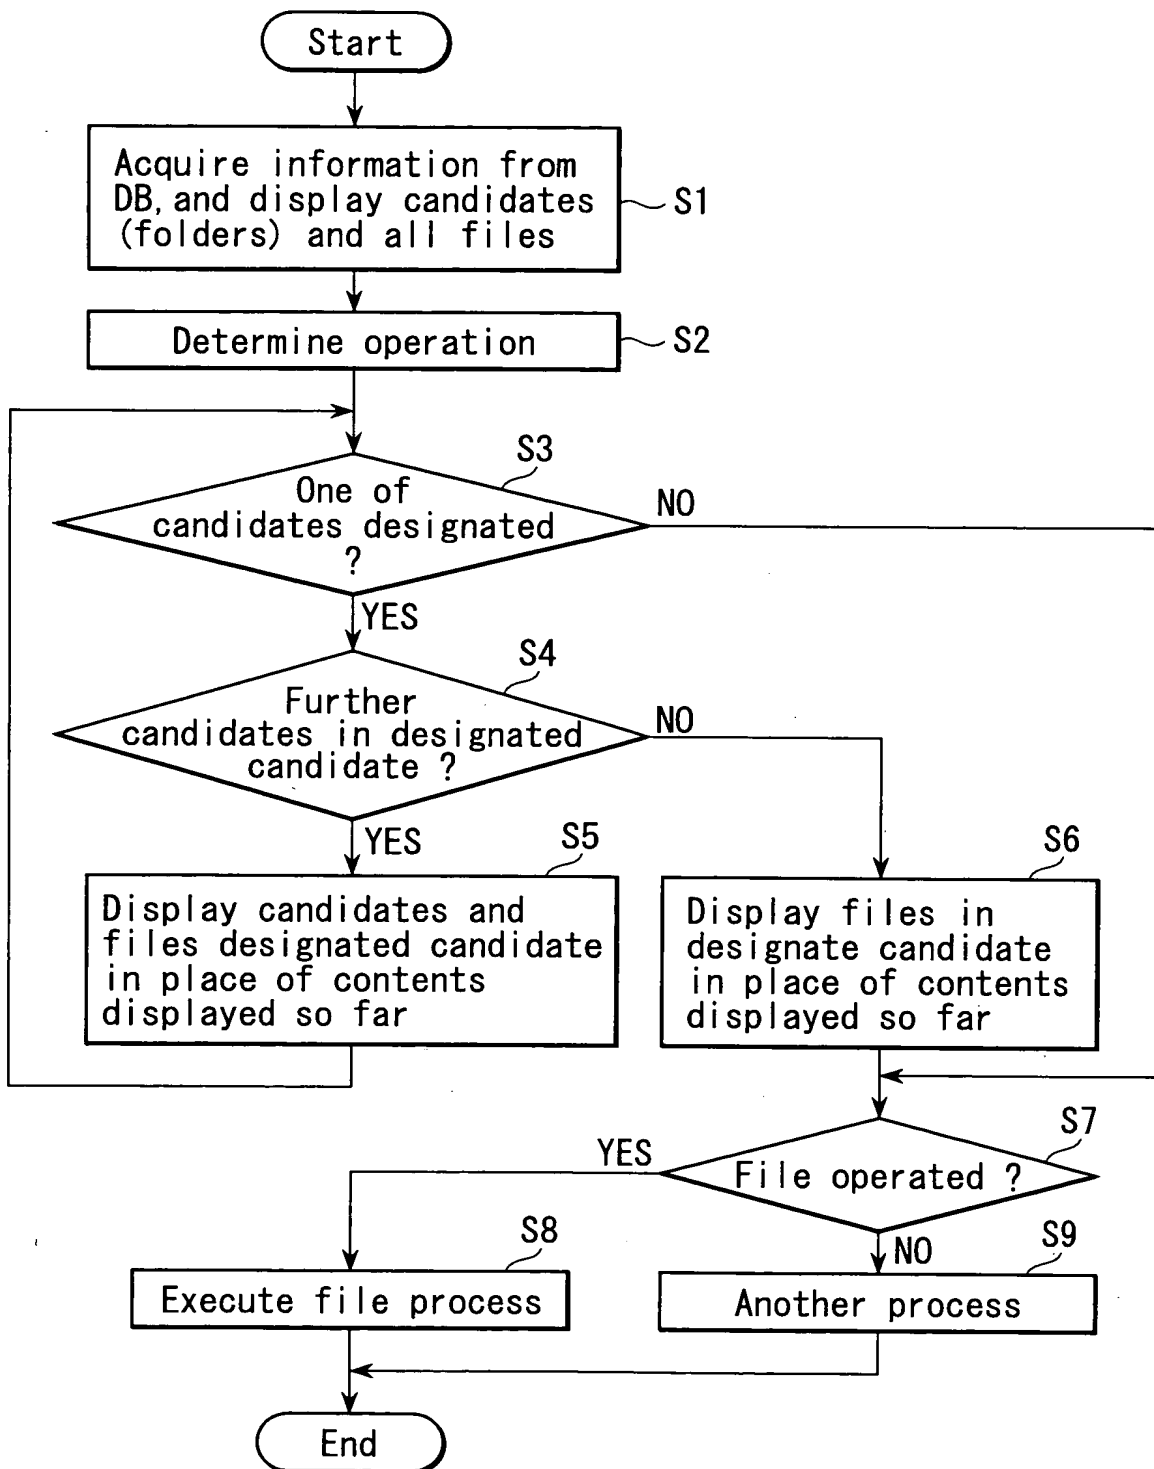 Start
Acquire information from
DB, and display candidates
(folders) and all files
S1
Determine operation
S2
S3
One of
candidates designated
?
NO
YES
S4
Further
candidates in designated
candidate ?
NO
YES
S5
Display candidates and
files designated candidate
in place of contents
displayed so far
S6
Display files in
designate candidate
in place of contents
displayed so far
S7
File operated ?
YES
NO
S8
Execute file process
S9
Another process
End